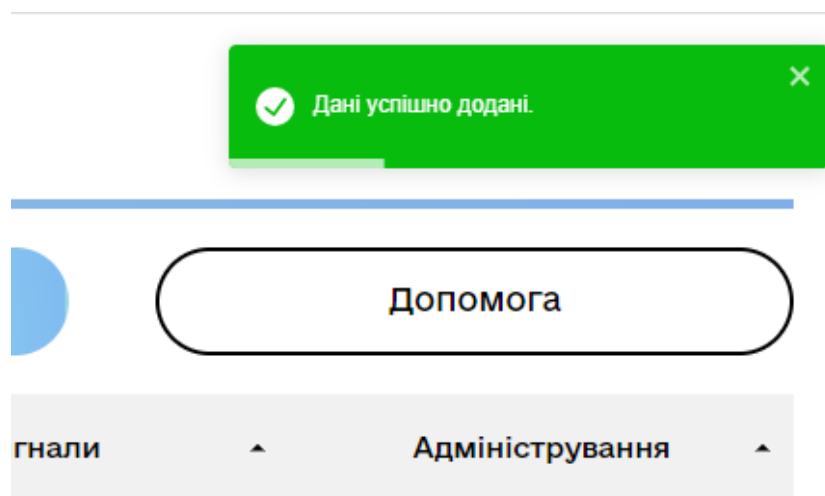 Дані успішно додані.
Допомога
гнали
Адміністрування